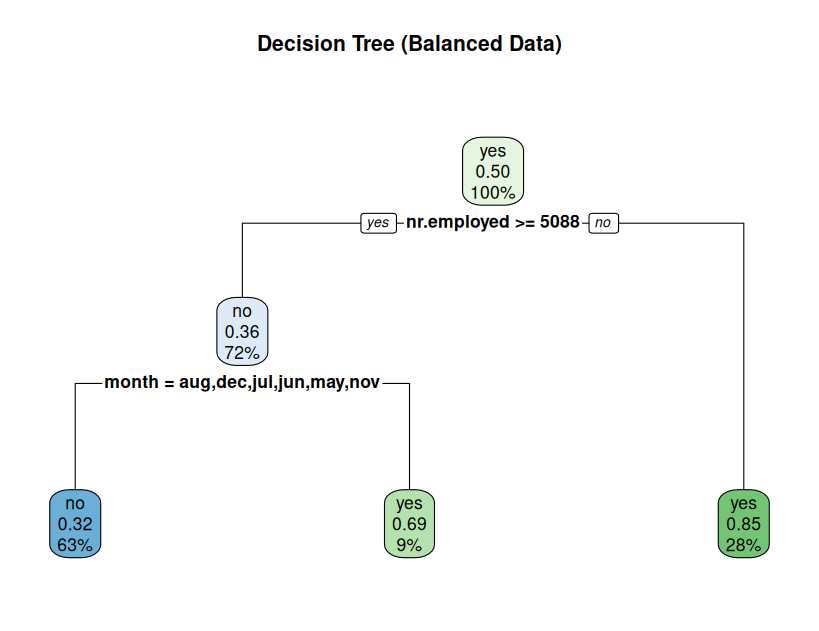 Decision Tree (Balanced Data)
yes
0.50
100%
yes nr.employed >= 5088 no
no
0.36
72%
month = aug,dec,jul,jun,may,nov
no
0.32
63%
yes
0.69
9%
yes
0.85
28%